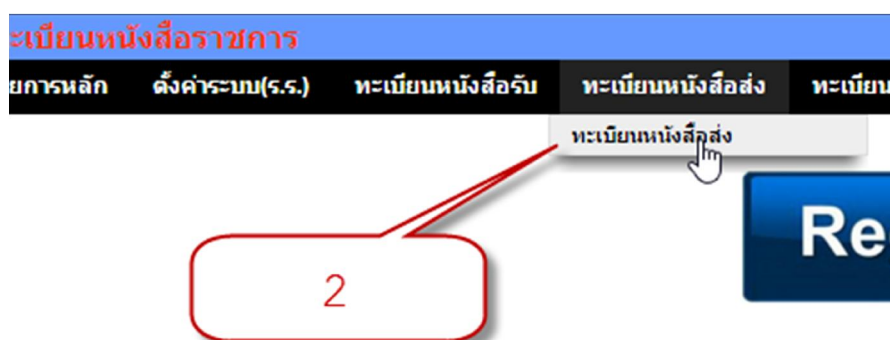 ะเบียนหนังสือราชการ
ยการหลัก ตั้งค่าระบบ(ร.ร.) ทะเบียนหนังสือรับ ทะเบียนหนังสือส่ง ทะเบียน
ทะเบียนหนังสือส่ง
Re
2